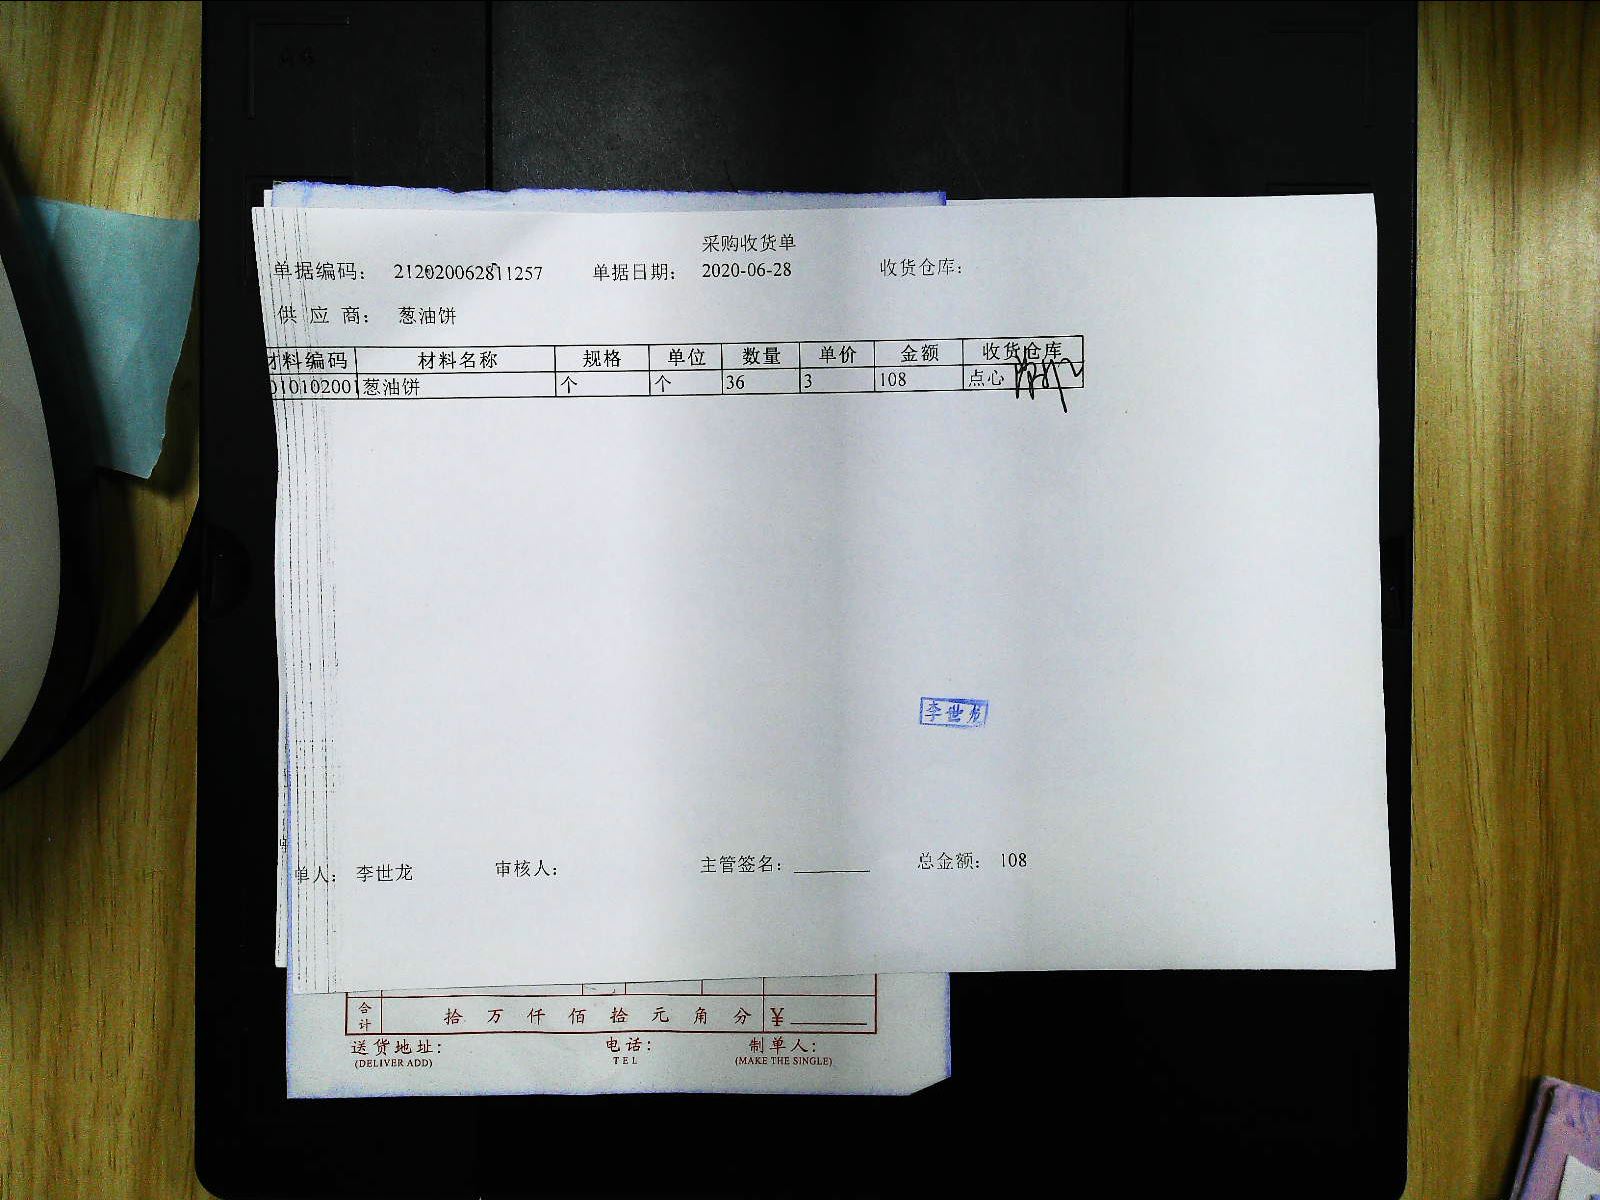 采购收货单
单据编码: 212020062811257 单据日期: 2020-06-28 收货仓库:
供 应 商: 葱油饼
材料编码 材料名称 规格 单位 数量 单价 金额 收货仓库
010102001 葱油饼 个 个 36 3 108 点心
李世龙
单人: 李世龙 审核人: 主管签名: ______ 总金额: 108
合计 拾 万 仟 佰 拾 元 角 分 ¥ ______
送货地址: 电话: 制单人:
(DELIVER ADD) TEL (MAKE THE SINGLE)